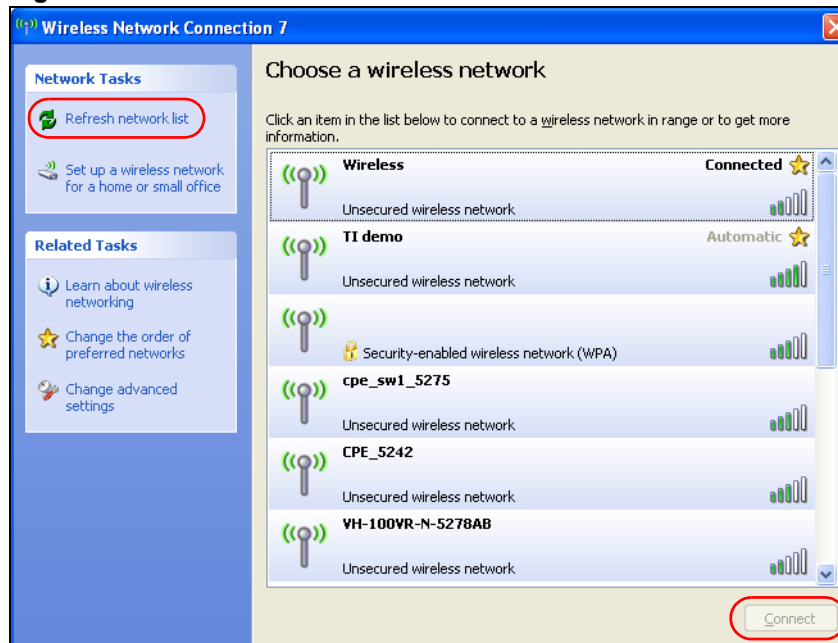 Wireless Network Connection 7
Network Tasks
Refresh network list
Set up a wireless network
for a home or small office
Related Tasks
Learn about wireless
networking
Change the order of
preferred networks
Change advanced
settings
Choose a wireless network
Click an item in the list below to connect to a wireless network in range or to get more
information.
Wireless Connected
Unsecured wireless network
TI demo Automatic
Unsecured wireless network
Security-enabled wireless network (WPA)
cpe_sw1_5275
Unsecured wireless network
CPE_5242
Unsecured wireless network
VH-100VR-N-5278AB
Unsecured wireless network
Connect